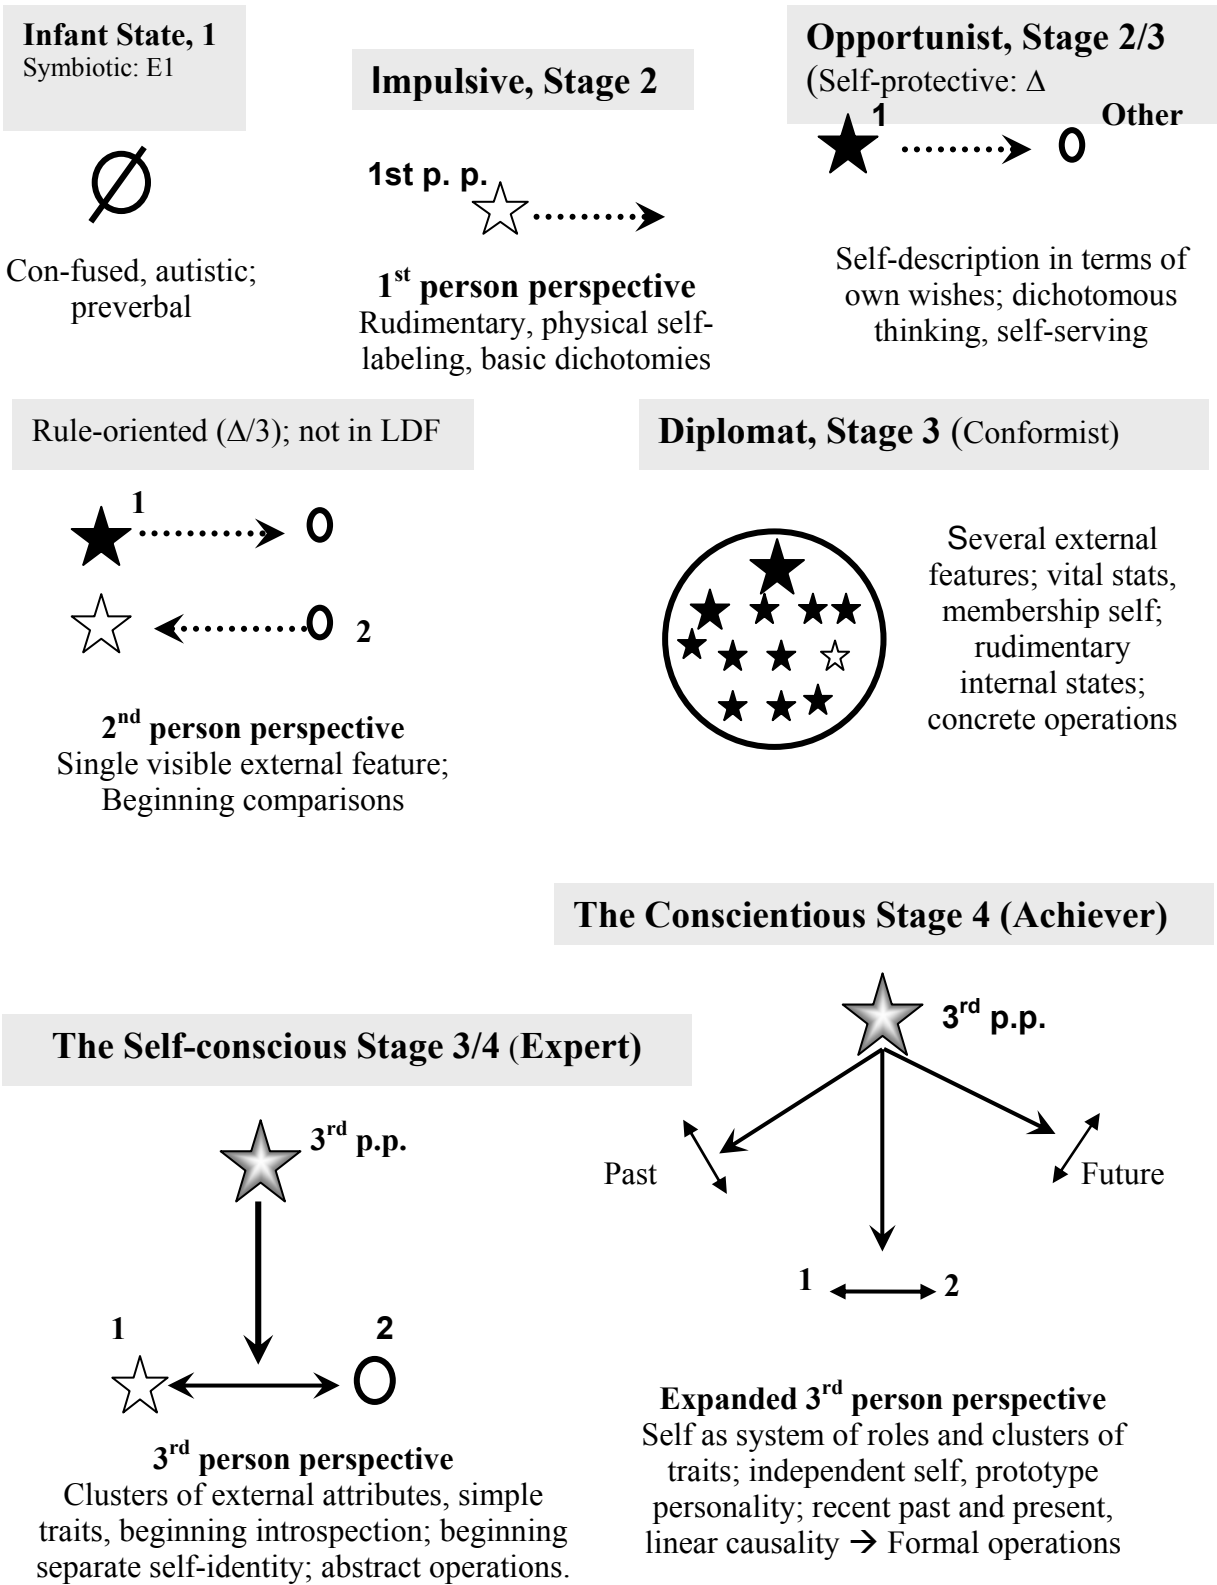 Infant State, 1
Symbiotic: E1
Con-fused, autistic;
preverbal
Impulsive, Stage 2
1st p. p.
1st person perspective
Rudimentary, physical self-
labeling, basic dichotomies
Opportunist, Stage 2/3
(Self-protective: Δ
1
Other
Self-description in terms of
own wishes; dichotomous
thinking, self-serving
Rule-oriented (Δ/3); not in LDF
1
2
2nd person perspective
Single visible external feature;
Beginning comparisons
Diplomat, Stage 3 (Conformist)
Several external
features; vital stats,
membership self;
rudimentary
internal states;
concrete operations
The Self-conscious Stage 3/4 (Expert)
3rd p.p.
1
2
3rd person perspective
Clusters of external attributes, simple
traits, beginning introspection; beginning
separate self-identity; abstract operations.
The Conscientious Stage 4 (Achiever)
3rd p.p.
Past
Future
1
2
Expanded 3rd person perspective
Self as system of roles and clusters of
traits; independent self, prototype
personality; recent past and present,
linear causality → Formal operations